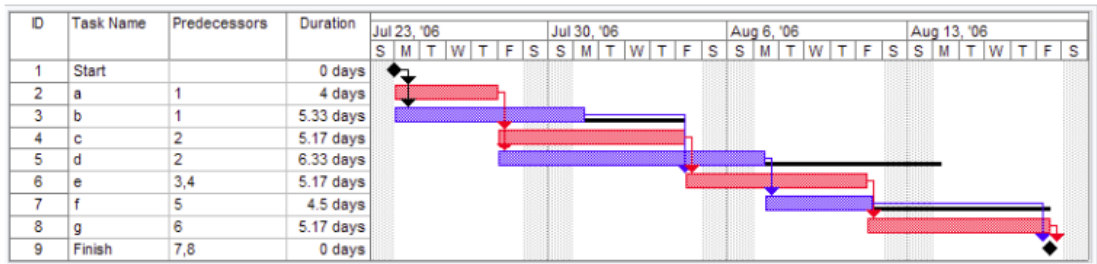 ID Task Name Predecessors Duration Jul 23, '06 Jul 30, '06 Aug 6, '06 Aug 13, '06
S M T W T F S S M T W T F S S M T W T F S S M T W T F S
1 Start 0 days
2 a 1 4 days
3 b 1 5.33 days
4 c 2 5.17 days
5 d 2 6.33 days
6 e 3,4 5.17 days
7 f 5 4.5 days
8 g 6 5.17 days
9 Finish 7,8 0 days